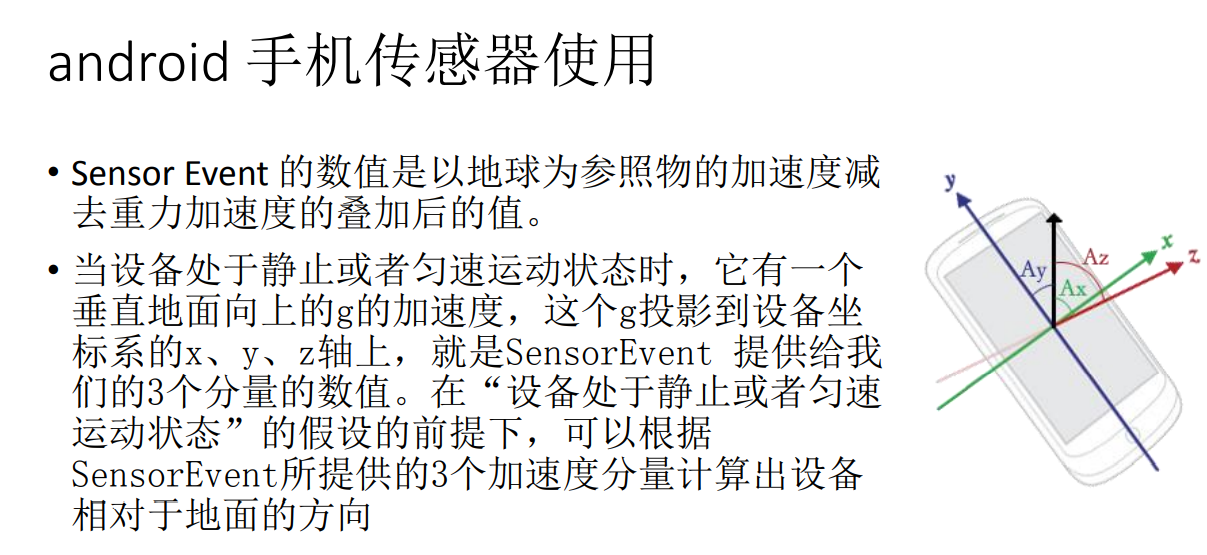 android 手机传感器使用
• Sensor Event 的数值是以地球为参照物的加速度减
去重力加速度的叠加后的值。
• 当设备处于静止或者匀速运动状态时，它有一个
垂直地面向上的g的加速度，这个g投影到设备坐
标系的x、y、z轴上，就是SensorEvent 提供给我
们的3个分量的数值。在“设备处于静止或者匀速
运动状态”的假设的前提下，可以根据
SensorEvent所提供的3个加速度分量计算出设备
相对于地面的方向
y
x
z
Ay
Az
Ax